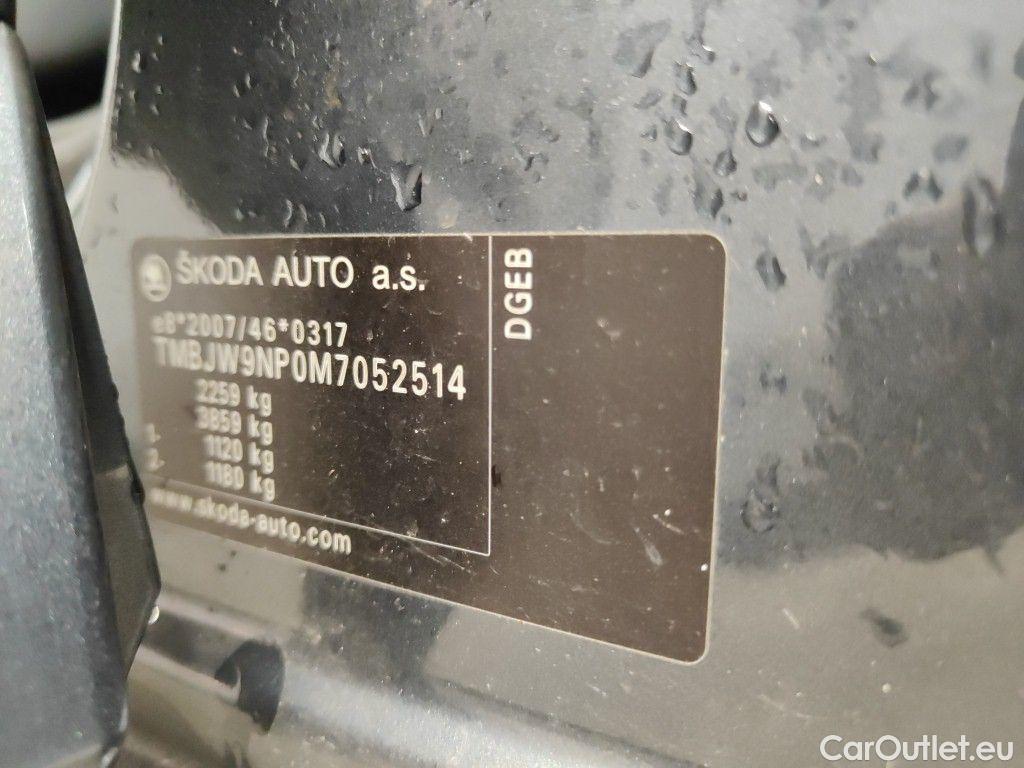 ŠKODA AUTO a.s.
e8*2007/46*0317
TMBJW9NP0M7052514
2259 kg
3859 kg
1. 1120 kg
2. 1180 kg
www.skoda-auto.com
DGEB
CarOutlet.eu